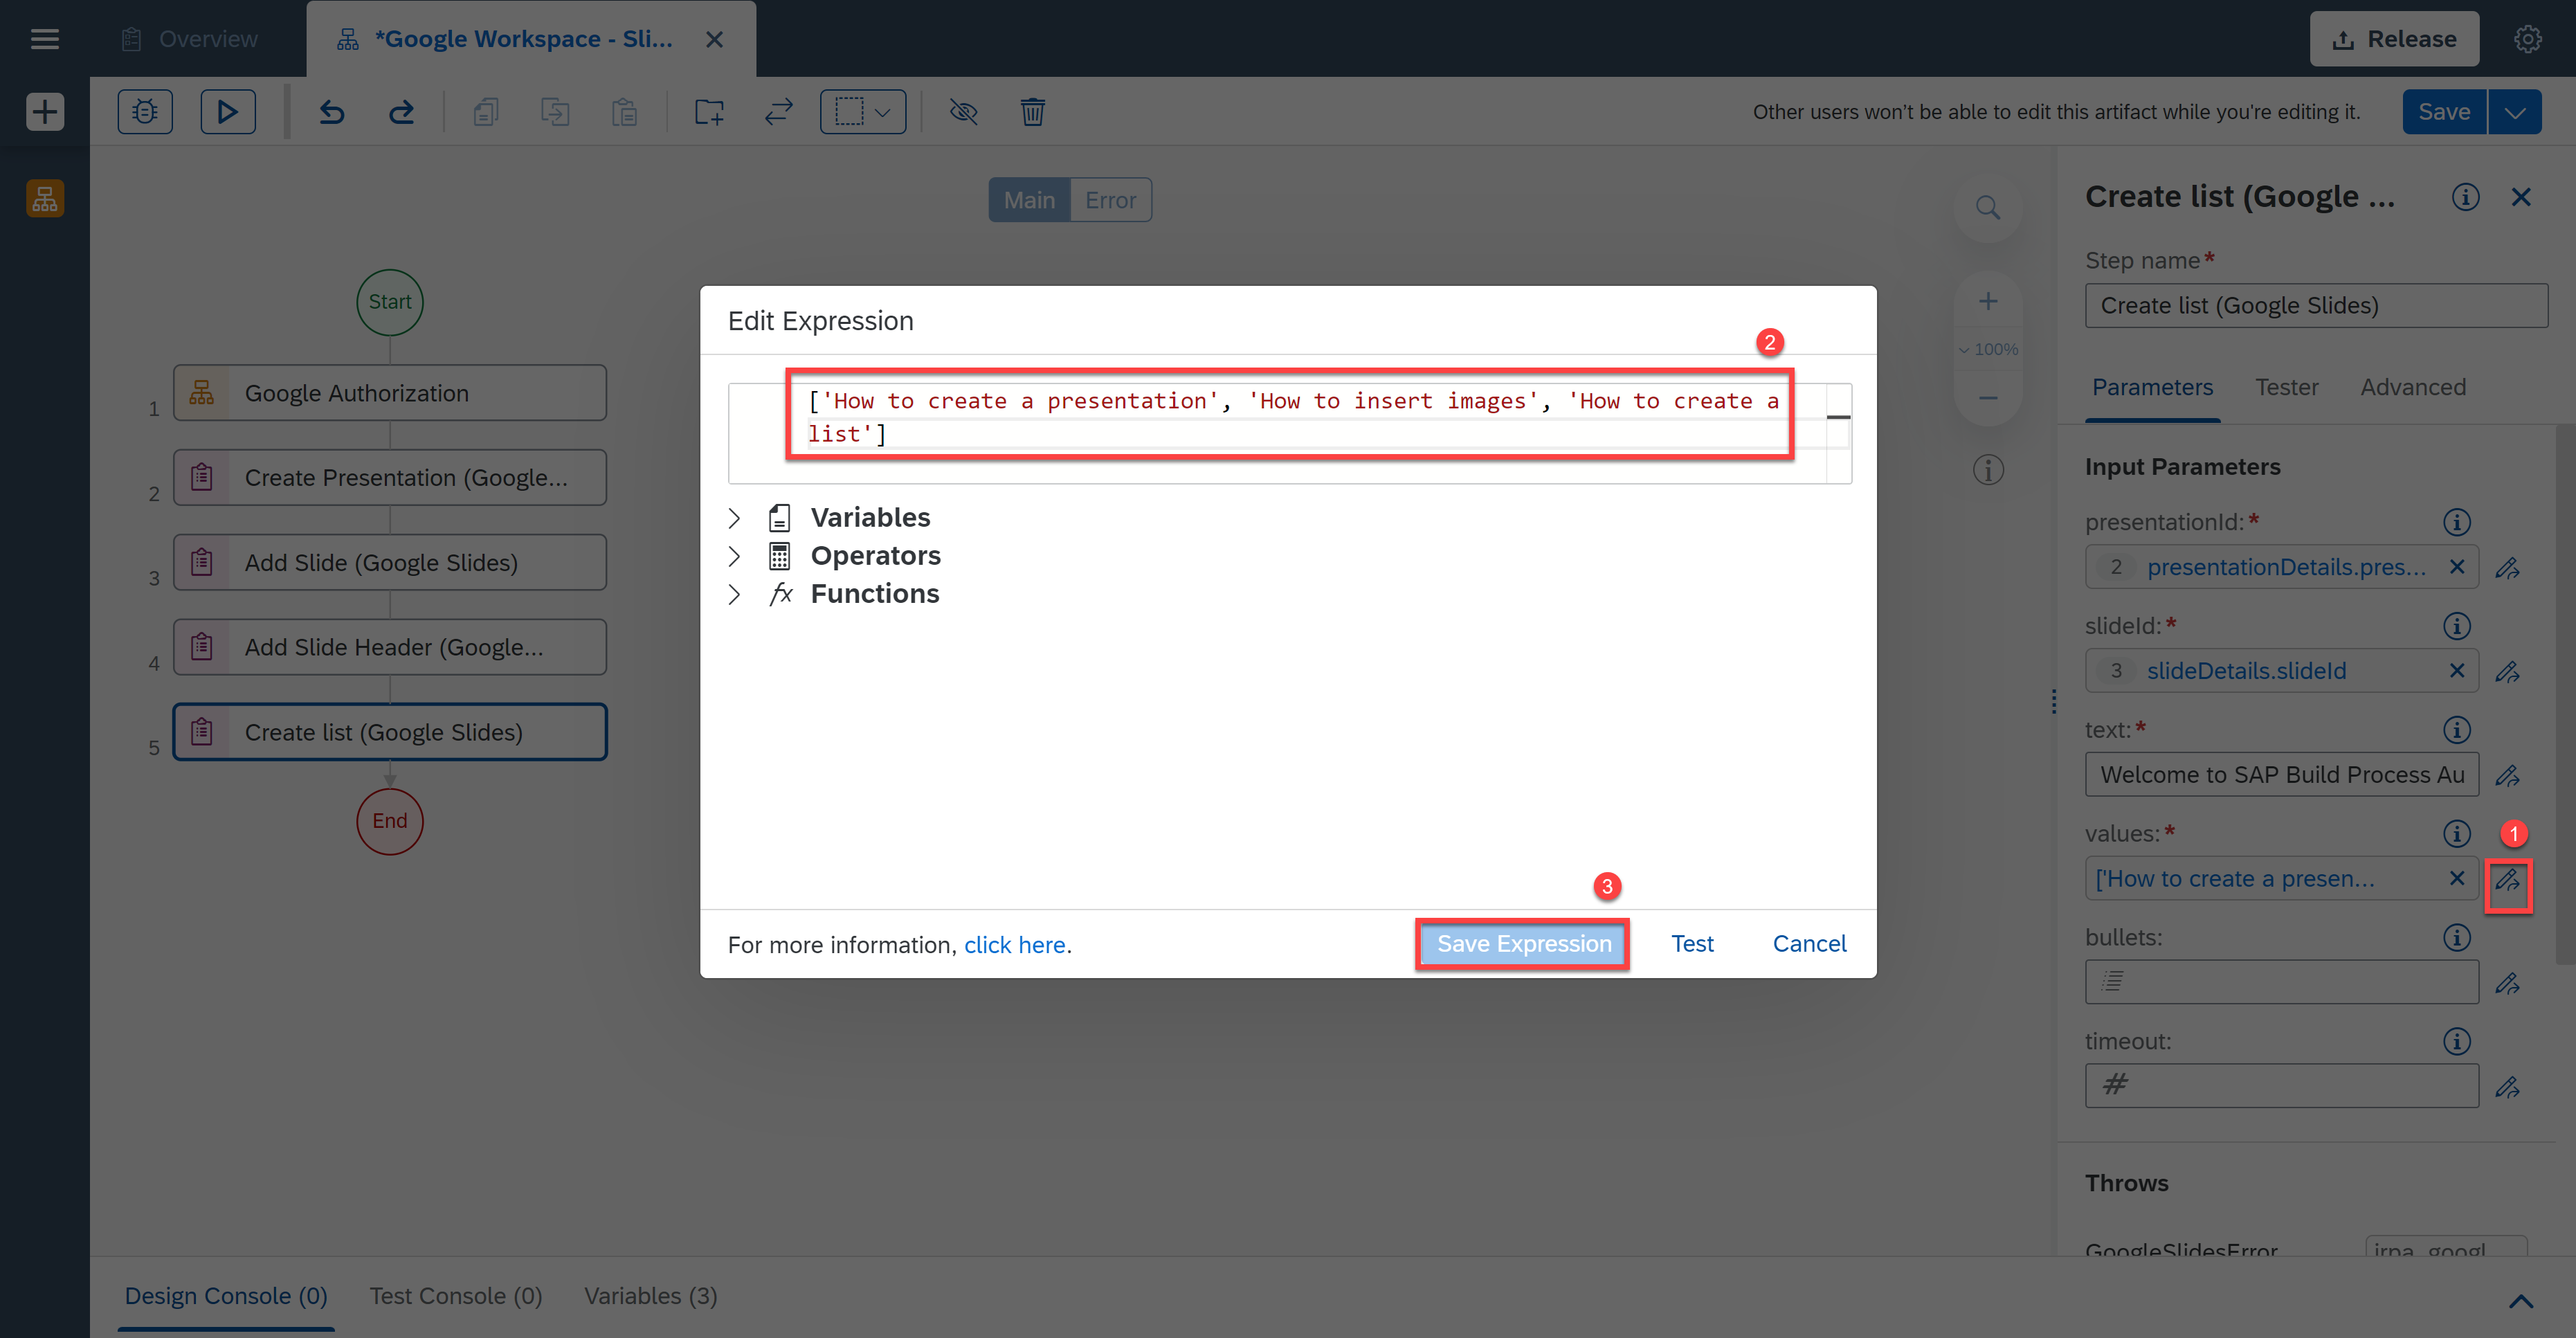 Overview
*Google Workspace - Sli...
Release
Other users won't be able to edit this artifact while you're editing it.
Save
Main
Error
Start
1
Google Authorization
2
Create Presentation (Google...
3
Add Slide (Google Slides)
4
Add Slide Header (Google...
5
Create list (Google Slides)
End
100%
Edit Expression
2
['How to create a presentation', 'How to insert images', 'How to create a
list']
Variables
Operators
fx Functions
3
For more information, click here.
Save Expression
Test
Cancel
Create list (Google ...
Step name*
Create list (Google Slides)
Parameters
Tester
Advanced
Input Parameters
presentationId:*
2 presentationDetails.pres...
slideId:*
3 slideDetails.slideId
text:*
Welcome to SAP Build Process Au
values:*
1
['How to create a presen...
bullets:
timeout:
#
Throws
GoogleSlidesError
irpa_googl
Design Console (0)
Test Console (0)
Variables (3)